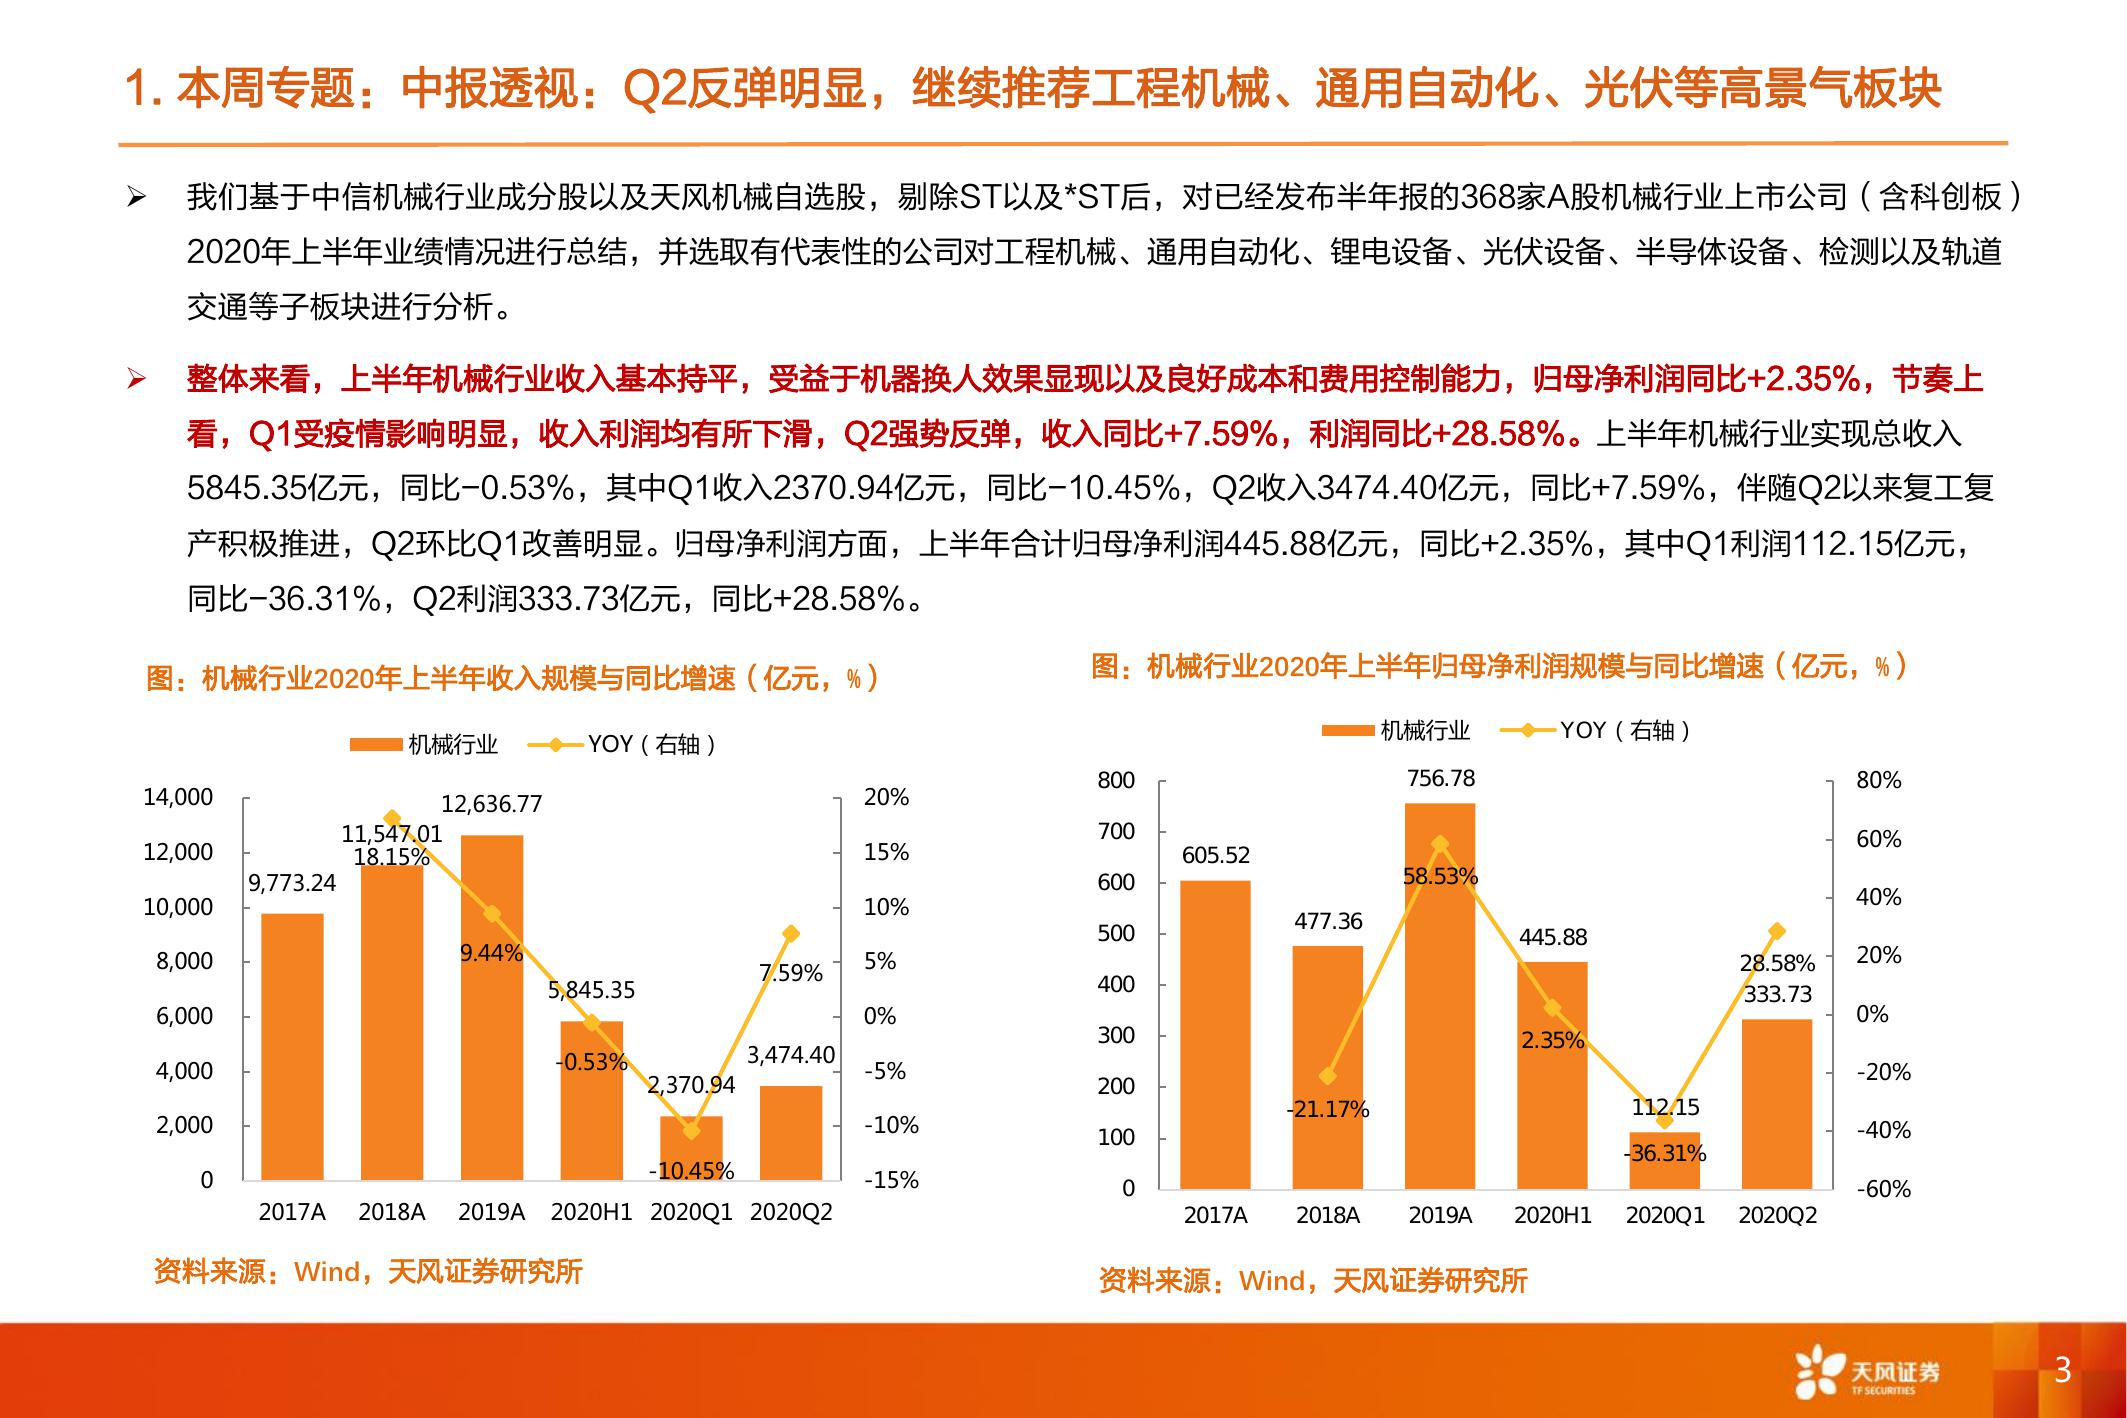 1. 本周专题：中报透视：Q2反弹明显，继续推荐工程机械、通用自动化、光伏等高景气板块
➢ 我们基于中信机械行业成分股以及天风机械自选股，剔除ST以及*ST后，对已经发布半年报的368家A股机械行业上市公司（含科创板）
2020年上半年业绩情况进行总结，并选取有代表性的公司对工程机械、通用自动化、锂电设备、光伏设备、半导体设备、检测以及轨道
交通等子板块进行分析。
➢ 整体来看，上半年机械行业收入基本持平，受益于机器换人效果显现以及良好成本和费用控制能力，归母净利润同比+2.35%，节奏上
看，Q1受疫情影响明显，收入利润均有所下滑，Q2强势反弹，收入同比+7.59%，利润同比+28.58%。上半年机械行业实现总收入
5845.35亿元，同比-0.53%，其中Q1收入2370.94亿元，同比-10.45%，Q2收入3474.40亿元，同比+7.59%，伴随Q2以来复工复
产积极推进，Q2环比Q1改善明显。归母净利润方面，上半年合计归母净利润445.88亿元，同比+2.35%，其中Q1利润112.15亿元，
同比-36.31%，Q2利润333.73亿元，同比+28.58%。
图：机械行业2020年上半年收入规模与同比增速（亿元，%）
机械行业 YOY（右轴）
14,000
12,000
10,000
8,000
6,000
4,000
2,000
0
9,773.24
11,547.01
12,636.77
5,845.35
2,370.94
3,474.40
18.15%
9.44%
-0.53%
-10.45%
7.59%
20%
15%
10%
5%
0%
-5%
-10%
-15%
2017A 2018A 2019A 2020H1 2020Q1 2020Q2
资料来源：Wind，天风证券研究所
图：机械行业2020年上半年归母净利润规模与同比增速（亿元，%）
机械行业 YOY（右轴）
800
700
600
500
400
300
200
100
0
605.52
477.36
756.78
445.88
112.15
333.73
-21.17%
58.53%
2.35%
-36.31%
28.58%
80%
60%
40%
20%
0%
-20%
-40%
-60%
2017A 2018A 2019A 2020H1 2020Q1 2020Q2
资料来源：Wind，天风证券研究所
天风证券
TF SECURITIES
3